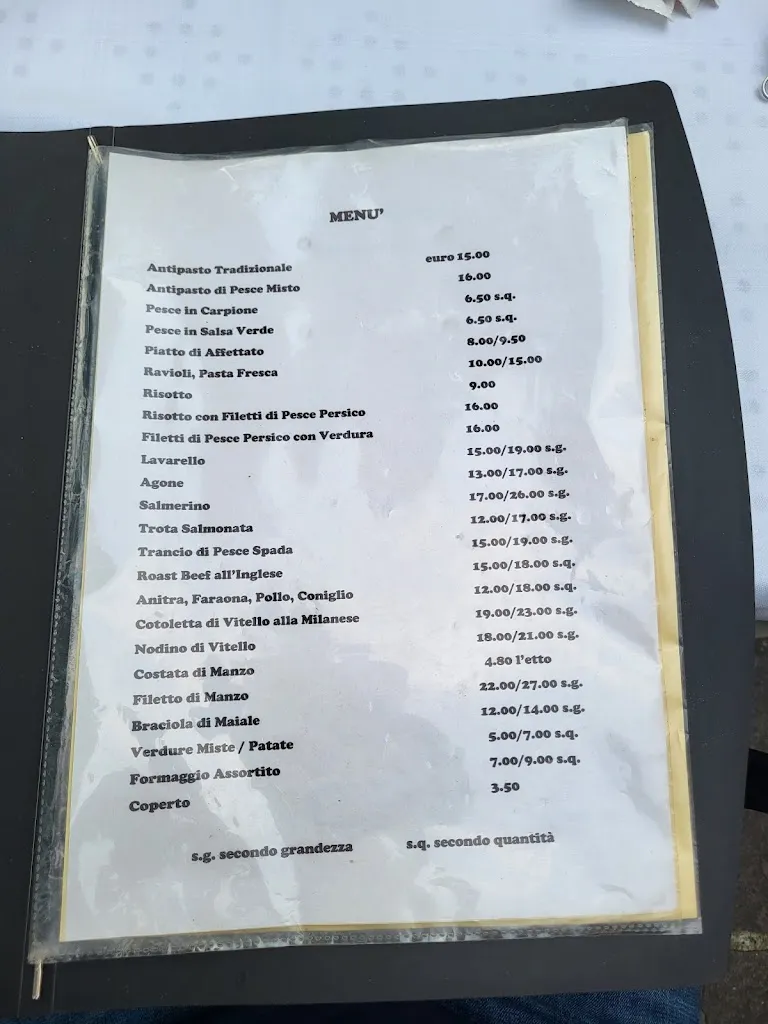 MENU'
Antipasto Tradizionale euro 15.00
Antipasto di Pesce Misto 16.00
Pesce in Carpione 6.50 s.q.
Pesce in Salsa Verde 6.50 s.q.
Piatto di Affettato 8.00/9.50
Ravioli, Pasta Fresca 10.00/15.00
Risotto 9.00
Risotto con Filetti di Pesce Persico 16.00
Filetti di Pesce Persico con Verdura 16.00
Lavarello 15.00/19.00 s.g.
Agone 13.00/17.00 s.g.
Salmerino 17.00/26.00 s.g.
Trota Salmonata 12.00/17.00 s.g.
Trancio di Pesce Spada 15.00/19.00 s.g.
Roast Beef all'Inglese 15.00/18.00 s.q.
Anitra, Faraona, Pollo, Coniglio 12.00/18.00 s.q.
Cotoletta di Vitello alla Milanese 19.00/23.00 s.g.
Nodino di Vitello 18.00/21.00 s.g.
Costata di Manzo 4.80 l'etto
Filetto di Manzo 22.00/27.00 s.g.
Braciola di Maiale 12.00/14.00 s.g.
Verdure Miste / Patate 5.00/7.00 s.q.
Formaggio Assortito 7.00/9.00 s.q.
Coperto 3.50
s.g. secondo grandezza s.q. secondo quantità